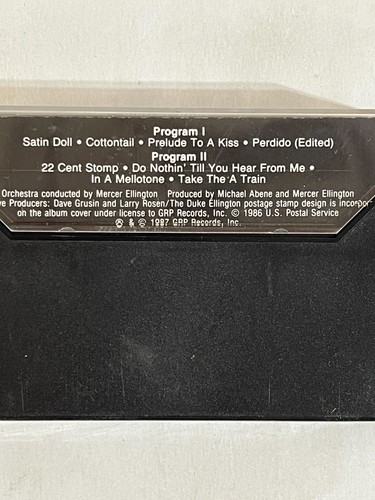 Program I
Satin Doll • Cottontail • Prelude To A Kiss • Perdido (Edited)
Program II
22 Cent Stomp • Do Nothin' Till You Hear From Me •
In A Mellotone • Take The A Train
Orchestra conducted by Mercer Ellington Produced by Michael Abene and Mercer Ellington
ve Producers: Dave Grusin and Larry Rosen/The Duke Ellington postage stamp design is incorpor
on the album cover under license to GRP Records, Inc. © 1986 U.S. Postal Service
℗ & © 1987 GRP Records, Inc.